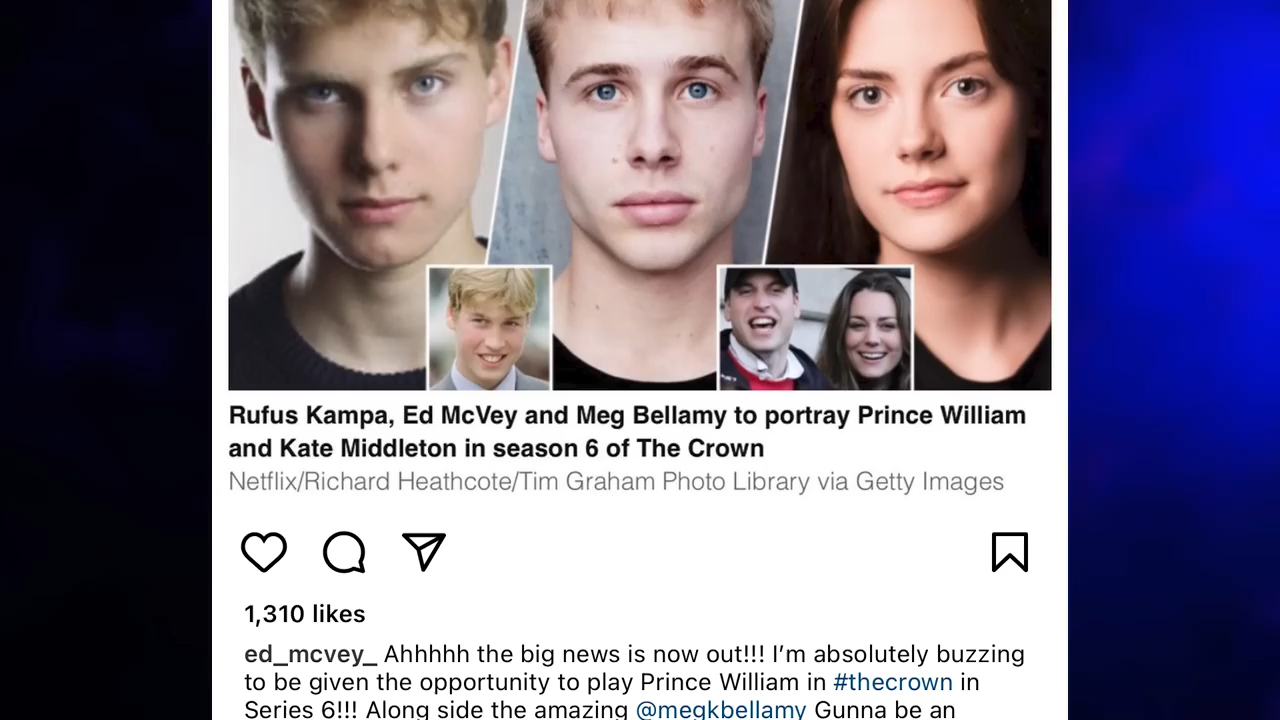 Rufus Kampa, Ed McVey and Meg Bellamy to portray Prince William
and Kate Middleton in season 6 of The Crown
Netflix/Richard Heathcote/Tim Graham Photo Library via Getty Images
1,310 likes
ed_mcvey_ Ahhhhh the big news is now out!!! I’m absolutely buzzing
to be given the opportunity to play Prince William in #thecrown in
Series 6!!! Along side the amazing @megkbellamy Gunna be an